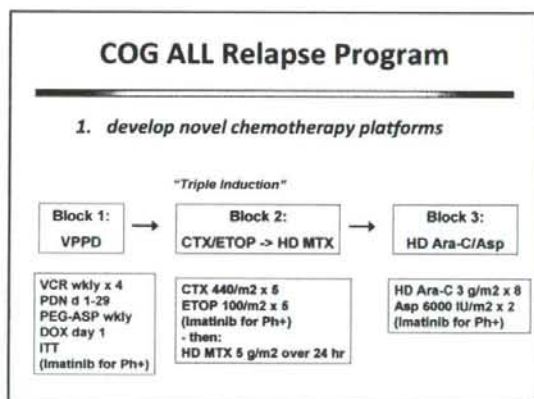 COG ALL Relapse Program
1. develop novel chemotherapy platforms
"Triple Induction"
Block 1:
VPPD
Block 2:
CTX/ETOP -> HD MTX
Block 3:
HD Ara-C/Asp
VCR wkly x 4
PDN d 1-29
PEG-ASP wkly
DOX day 1
ITT
(Imatinib for Ph+)
CTX 440/m2 x 5
ETOP 100/m2 x 5
(Imatinib for Ph+)
- then:
HD MTX 5 g/m2 over 24 hr
HD Ara-C 3 g/m2 x 8
Asp 6000 IU/m2 x 2
(Imatinib for Ph+)